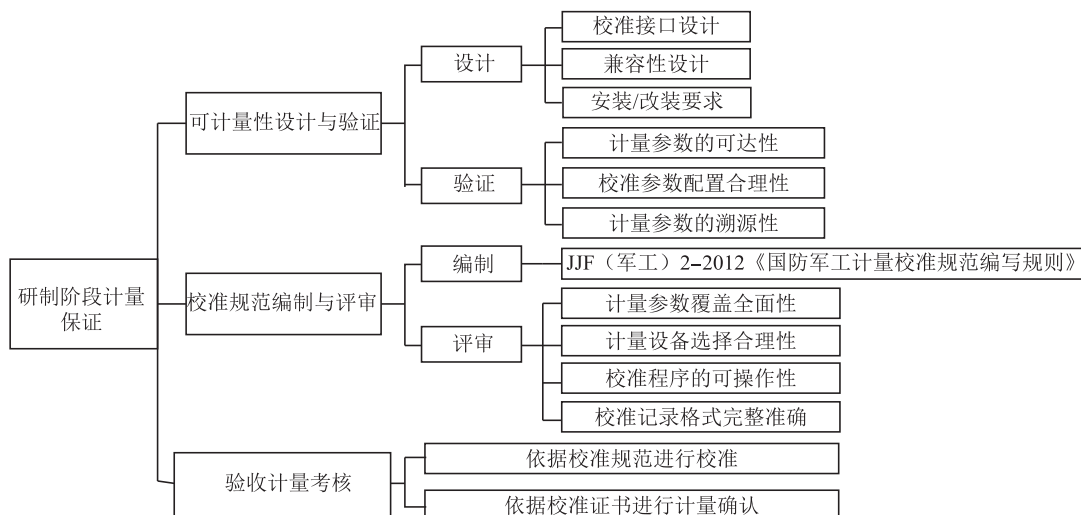 研制阶段计量
保证
可计量性设计与验证
设计
校准接口设计
兼容性设计
安装/改装要求
验证
计量参数的可达性
校准参数配置合理性
计量参数的溯源性
校准规范编制与评审
编制
JJF（军工）2–2012《国防军工计量校准规范编写规则》
评审
计量参数覆盖全面性
计量设备选择合理性
校准程序的可操作性
校准记录格式完整准确
验收计量考核
依据校准规范进行校准
依据校准证书进行计量确认